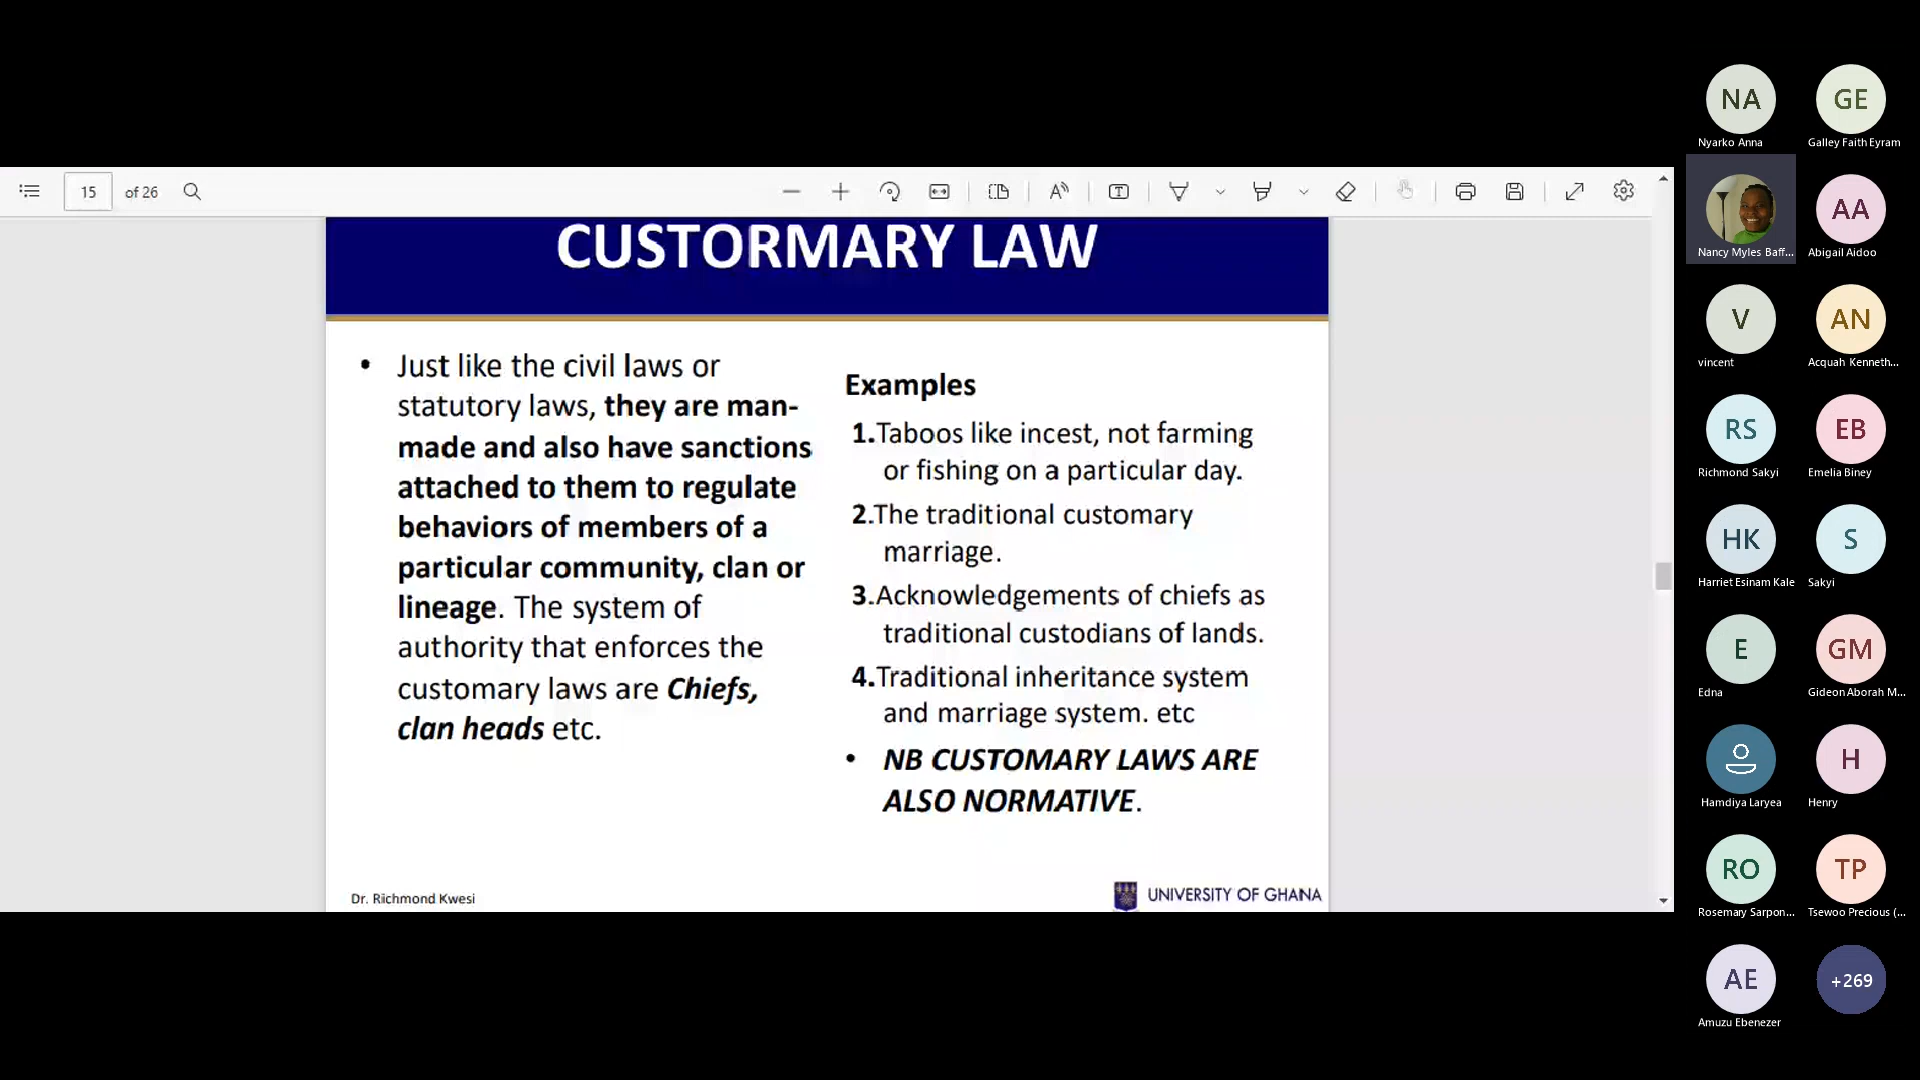 15 of 26
CUSTORMARY LAW
• Just like the civil laws or
statutory laws, they are man-
made and also have sanctions
attached to them to regulate
behaviors of members of a
particular community, clan or
lineage. The system of
authority that enforces the
customary laws are Chiefs,
clan heads etc.
Examples
1.Taboos like incest, not farming
or fishing on a particular day.
2.The traditional customary
marriage.
3.Acknowledgements of chiefs as
traditional custodians of lands.
4.Traditional inheritance system
and marriage system. etc
• NB CUSTOMARY LAWS ARE
ALSO NORMATIVE.
Dr. Richmond Kwesi
UNIVERSITY OF GHANA
NA
Nyarko Anna
GE
Galley Faith Eyram
Nancy Myles Baff...
AA
Abigail Aidoo
V
vincent
AN
Acquah Kenneth...
RS
Richmond Sakyi
EB
Emelia Biney
HK
Harriet Esinam Kale
S
Sakyi
E
Edna
GM
Gideon Aborah M...
Hamdiya Laryea
H
Henry
RO
Rosemary Sarpon...
TP
Tsewoo Precious (...
AE
Amuzu Ebenezer
+269